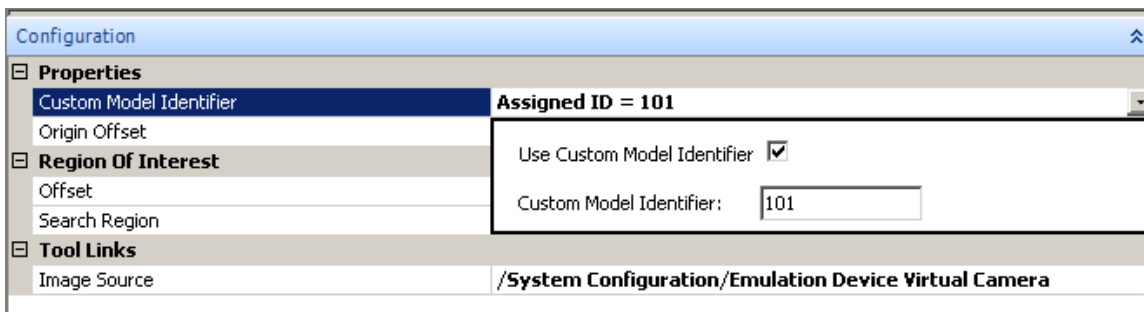 Configuration
Properties
Custom Model Identifier Assigned ID = 101
Origin Offset
Use Custom Model Identifier
Region Of Interest
Offset
Custom Model Identifier: 101
Search Region
Tool Links
Image Source /System Configuration/Emulation Device Virtual Camera